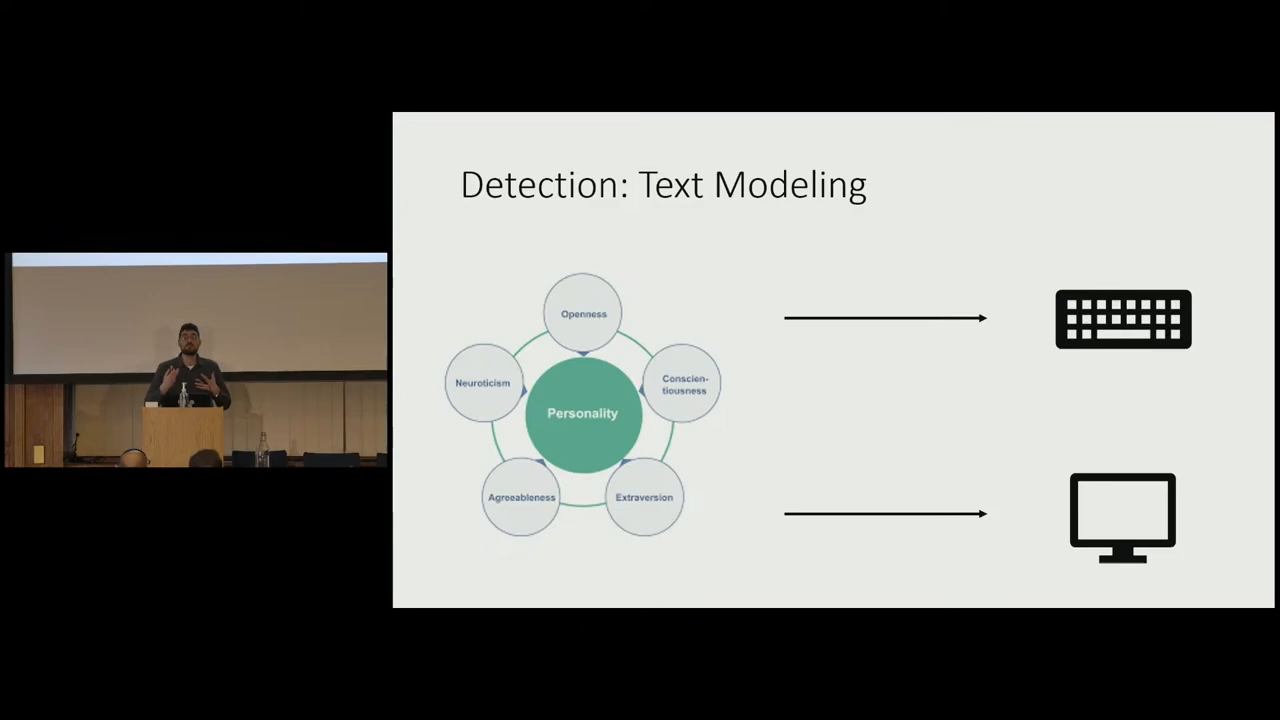 Detection: Text Modeling
Openness
Neuroticism
Conscien-
tiousness
Personality
Agreeableness
Extraversion